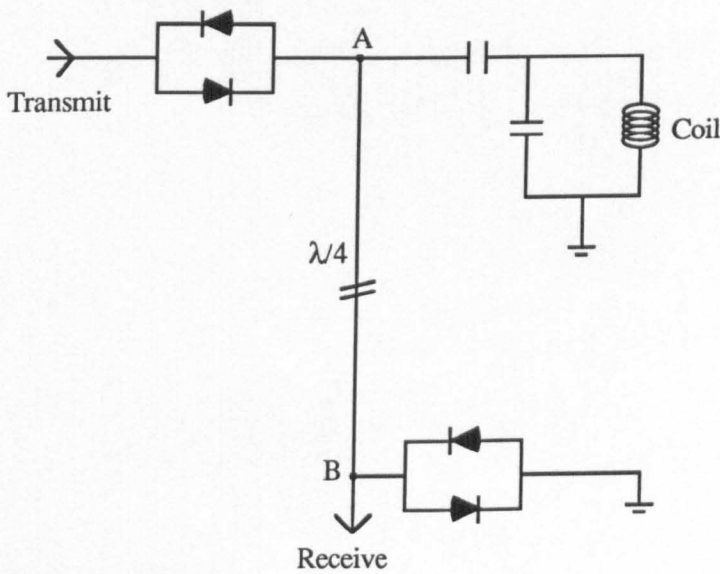 A
Transmit
Coil
λ/4
B
Receive